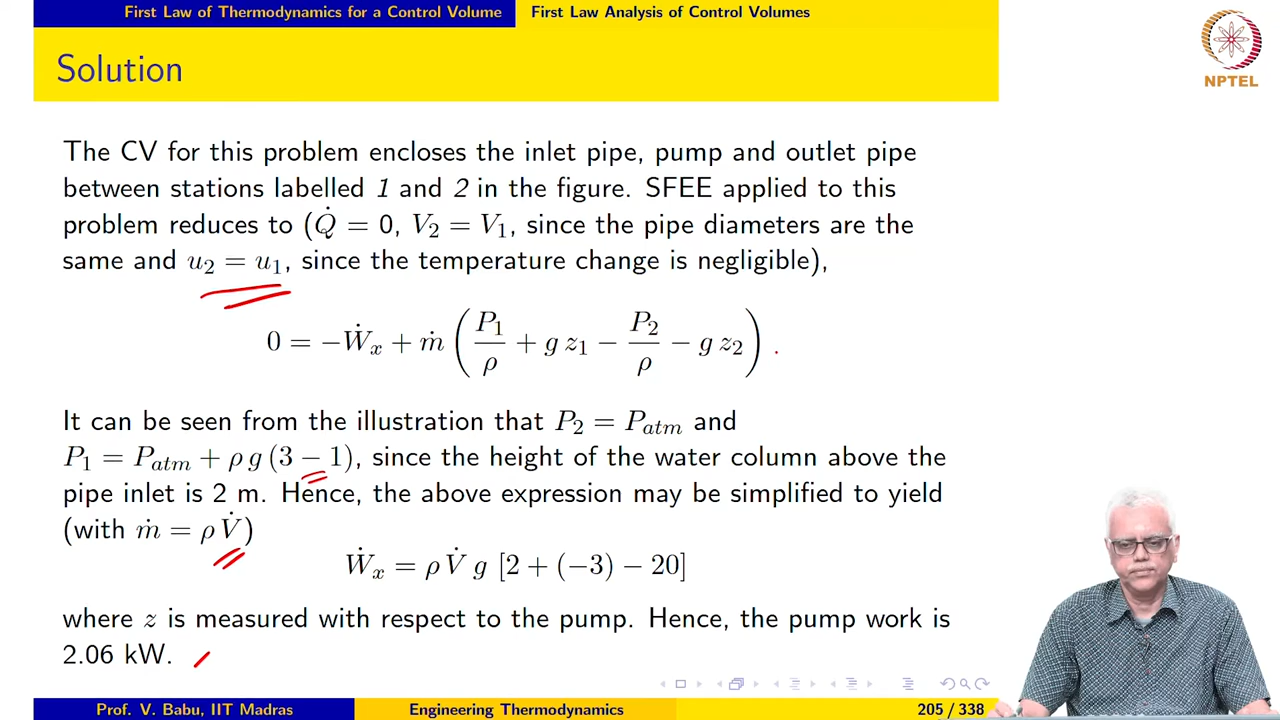 First Law of Thermodynamics for a Control Volume First Law Analysis of Control Volumes
NPTEL
Solution
The CV for this problem encloses the inlet pipe, pump and outlet pipe
between stations labelled 1 and 2 in the figure. SFEE applied to this
problem reduces to (Q̇ = 0, V₂ = V₁, since the pipe diameters are the
same and u₂ = u₁, since the temperature change is negligible),
0 = −Ẇₓ + ṁ (P₁/ρ + g z₁ − P₂/ρ − g z₂).
It can be seen from the illustration that P₂ = Pₐₜₘ and
P₁ = Pₐₜₘ + ρ g (3 − 1), since the height of the water column above the
pipe inlet is 2 m. Hence, the above expression may be simplified to yield
(with ṁ = ρ V̇)
Ẇₓ = ρ V̇ g [2 + (−3) − 20]
where z is measured with respect to the pump. Hence, the pump work is
2.06 kW.
Prof. V. Babu, IIT Madras Engineering Thermodynamics 205 / 338